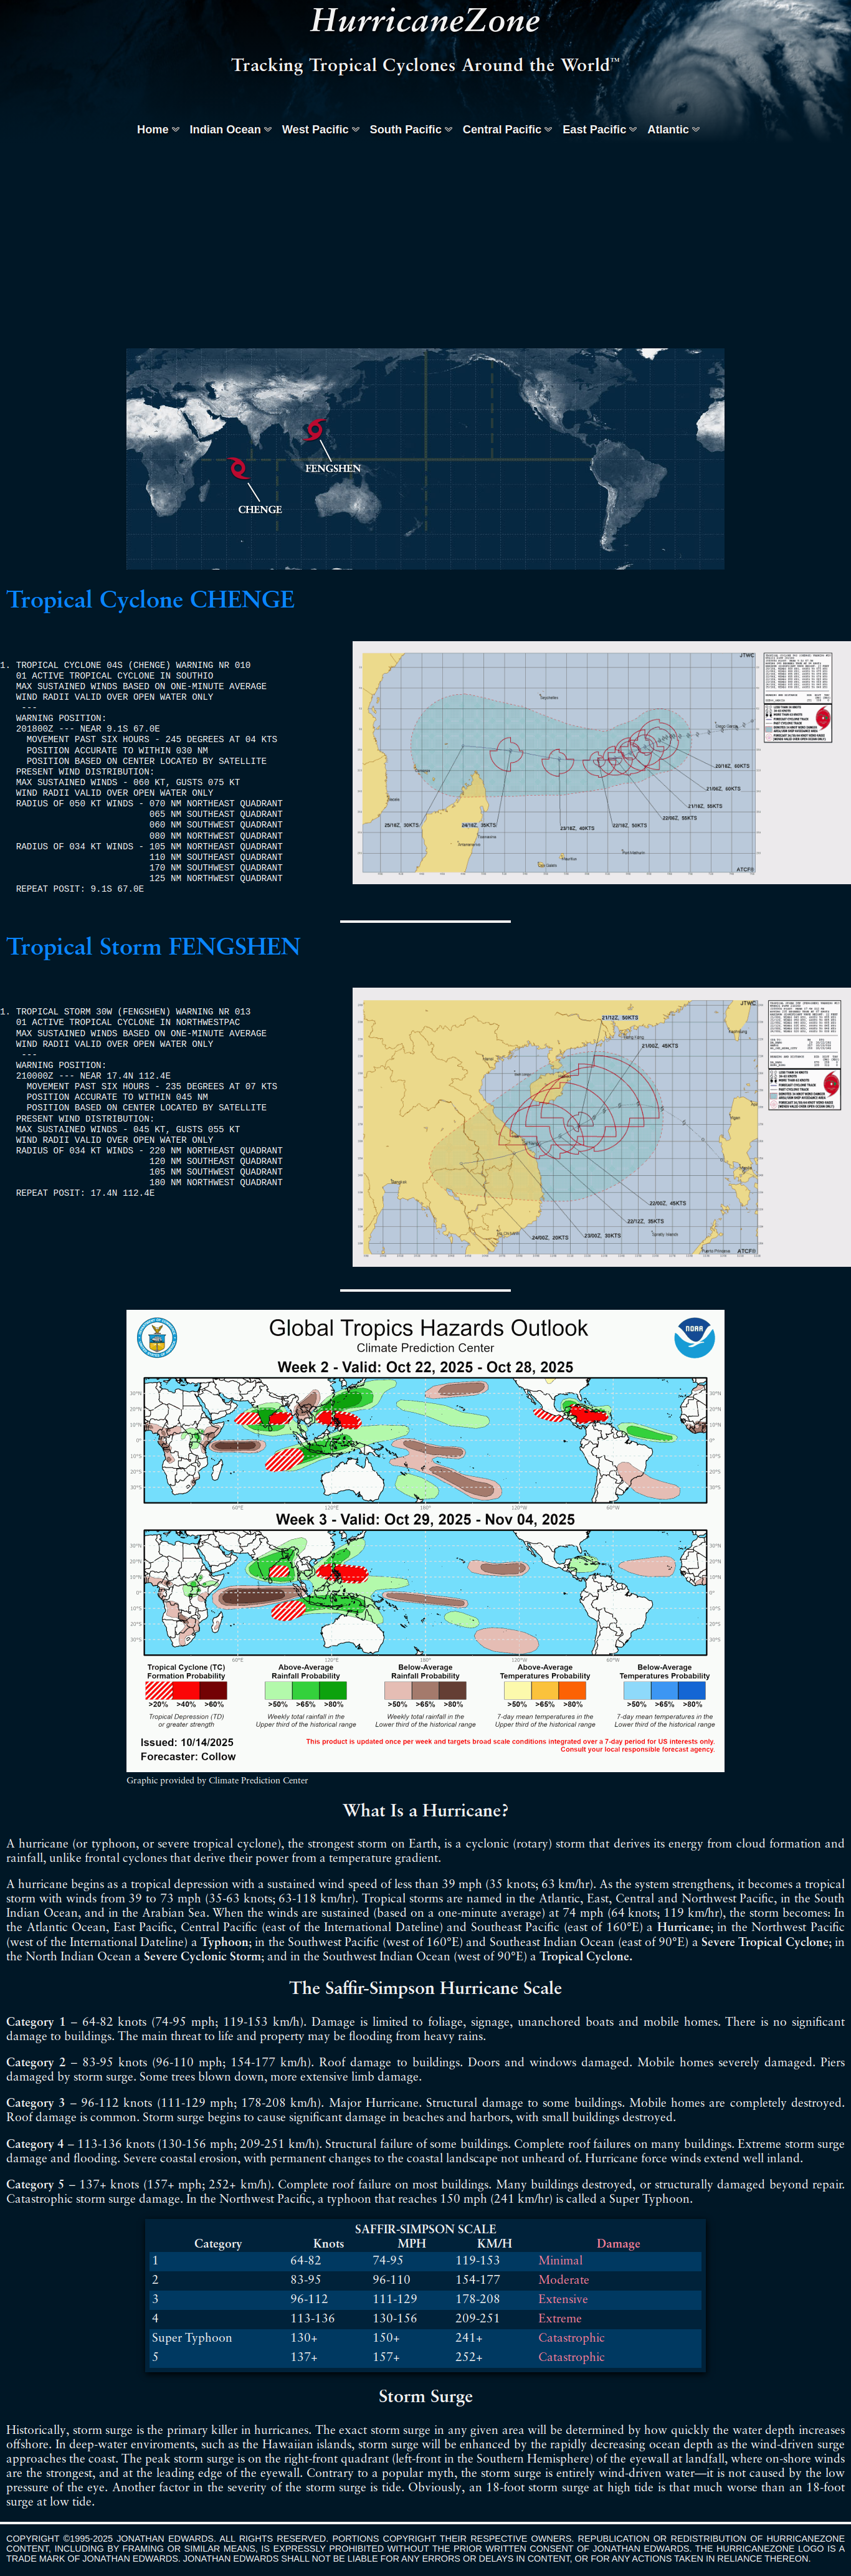 HurricaneZone
Tracking Tropical Cyclones Around the World™
Home Indian Ocean West Pacific South Pacific Central Pacific East Pacific Atlantic
FENGSHEN
CHENGE
Tropical Cyclone CHENGE
1. TROPICAL CYCLONE 04S (CHENGE) WARNING NR 010
01 ACTIVE TROPICAL CYCLONE IN SOUTHIO
MAX SUSTAINED WINDS BASED ON ONE-MINUTE AVERAGE
WIND RADII VALID OVER OPEN WATER ONLY
---
WARNING POSITION:
201800Z --- NEAR 9.1S 67.0E
MOVEMENT PAST SIX HOURS - 245 DEGREES AT 04 KTS
POSITION ACCURATE TO WITHIN 030 NM
POSITION BASED ON CENTER LOCATED BY SATELLITE
PRESENT WIND DISTRIBUTION:
MAX SUSTAINED WINDS - 060 KT, GUSTS 075 KT
WIND RADII VALID OVER OPEN WATER ONLY
RADIUS OF 050 KT WINDS - 070 NM NORTHEAST QUADRANT
065 NM SOUTHEAST QUADRANT
060 NM SOUTHWEST QUADRANT
080 NM NORTHWEST QUADRANT
RADIUS OF 034 KT WINDS - 105 NM NORTHEAST QUADRANT
110 NM SOUTHEAST QUADRANT
170 NM SOUTHWEST QUADRANT
125 NM NORTHWEST QUADRANT
REPEAT POSIT: 9.1S 67.0E
JTWC
20/18Z, 60KTS
21/06Z, 60KTS
21/18Z, 55KTS
22/06Z, 55KTS
22/18Z, 50KTS
23/18Z, 40KTS
24/18Z, 35KTS
25/18Z, 30KTS
ATCF®
Tropical Storm FENGSHEN
1. TROPICAL STORM 30W (FENGSHEN) WARNING NR 013
01 ACTIVE TROPICAL CYCLONE IN NORTHWESTPAC
MAX SUSTAINED WINDS BASED ON ONE-MINUTE AVERAGE
WIND RADII VALID OVER OPEN WATER ONLY
---
WARNING POSITION:
210000Z --- NEAR 17.4N 112.4E
MOVEMENT PAST SIX HOURS - 235 DEGREES AT 07 KTS
POSITION ACCURATE TO WITHIN 045 NM
POSITION BASED ON CENTER LOCATED BY SATELLITE
PRESENT WIND DISTRIBUTION:
MAX SUSTAINED WINDS - 045 KT, GUSTS 055 KT
WIND RADII VALID OVER OPEN WATER ONLY
RADIUS OF 034 KT WINDS - 220 NM NORTHEAST QUADRANT
120 NM SOUTHEAST QUADRANT
105 NM SOUTHWEST QUADRANT
180 NM NORTHWEST QUADRANT
REPEAT POSIT: 17.4N 112.4E
JTWC
21/12Z, 50KTS
21/00Z, 45KTS
22/00Z, 45KTS
22/12Z, 35KTS
23/00Z, 30KTS
24/00Z, 20KTS
ATCF®
Global Tropics Hazards Outlook
Climate Prediction Center
NOAA
Week 2 - Valid: Oct 22, 2025 - Oct 28, 2025
30°N 20°N 10°N 0° 10°S 20°S 30°S
60°E 120°E 180° 120°W 60°W
Week 3 - Valid: Oct 29, 2025 - Nov 04, 2025
30°N 20°N 10°N 0° 10°S 20°S 30°S
60°E 120°E 180° 120°W 60°W
Tropical Cyclone (TC) Formation Probability
>20% >40% >60%
Tropical Depression (TD) or greater strength
Above-Average Rainfall Probability
>50% >65% >80%
Weekly total rainfall in the Upper third of the historical range
Below-Average Rainfall Probability
>50% >65% >80%
Weekly total rainfall in the Lower third of the historical range
Above-Average Temperatures Probability
>50% >65% >80%
7-day mean temperatures in the Upper third of the historical range
Below-Average Temperatures Probability
>50% >65% >80%
7-day mean temperatures in the Lower third of the historical range
Issued: 10/14/2025
Forecaster: Collow
This product is updated once per week and targets broad scale conditions integrated over a 7-day period for US interests only.
Consult your local responsible forecast agency.
Graphic provided by Climate Prediction Center
What Is a Hurricane?
A hurricane (or typhoon, or severe tropical cyclone), the strongest storm on Earth, is a cyclonic (rotary) storm that derives its energy from cloud formation and
rainfall, unlike frontal cyclones that derive their power from a temperature gradient.
A hurricane begins as a tropical depression with a sustained wind speed of less than 39 mph (35 knots; 63 km/hr). As the system strengthens, it becomes a tropical
storm with winds from 39 to 73 mph (35-63 knots; 63-118 km/hr). Tropical storms are named in the Atlantic, East, Central and Northwest Pacific, in the South
Indian Ocean, and in the Arabian Sea. When the winds are sustained (based on a one-minute average) at 74 mph (64 knots; 119 km/hr), the storm becomes: In
the Atlantic Ocean, East Pacific, Central Pacific (east of the International Dateline) and Southeast Pacific (east of 160°E) a Hurricane; in the Northwest Pacific
(west of the International Dateline) a Typhoon; in the Southwest Pacific (west of 160°E) and Southeast Indian Ocean (east of 90°E) a Severe Tropical Cyclone; in
the North Indian Ocean a Severe Cyclonic Storm; and in the Southwest Indian Ocean (west of 90°E) a Tropical Cyclone.
The Saffir-Simpson Hurricane Scale
Category 1 – 64-82 knots (74-95 mph; 119-153 km/h). Damage is limited to foliage, signage, unanchored boats and mobile homes. There is no significant
damage to buildings. The main threat to life and property may be flooding from heavy rains.
Category 2 – 83-95 knots (96-110 mph; 154-177 km/h). Roof damage to buildings. Doors and windows damaged. Mobile homes severely damaged. Piers
damaged by storm surge. Some trees blown down, more extensive limb damage.
Category 3 – 96-112 knots (111-129 mph; 178-208 km/h). Major Hurricane. Structural damage to some buildings. Mobile homes are completely destroyed.
Roof damage is common. Storm surge begins to cause significant damage in beaches and harbors, with small buildings destroyed.
Category 4 – 113-136 knots (130-156 mph; 209-251 km/h). Structural failure of some buildings. Complete roof failures on many buildings. Extreme storm surge
damage and flooding. Severe coastal erosion, with permanent changes to the coastal landscape not unheard of. Hurricane force winds extend well inland.
Category 5 – 137+ knots (157+ mph; 252+ km/h). Complete roof failure on most buildings. Many buildings destroyed, or structurally damaged beyond repair.
Catastrophic storm surge damage. In the Northwest Pacific, a typhoon that reaches 150 mph (241 km/hr) is called a Super Typhoon.
SAFFIR-SIMPSON SCALE
Category Knots MPH KM/H Damage
1 64-82 74-95 119-153 Minimal
2 83-95 96-110 154-177 Moderate
3 96-112 111-129 178-208 Extensive
4 113-136 130-156 209-251 Extreme
Super Typhoon 130+ 150+ 241+ Catastrophic
5 137+ 157+ 252+ Catastrophic
Storm Surge
Historically, storm surge is the primary killer in hurricanes. The exact storm surge in any given area will be determined by how quickly the water depth increases
offshore. In deep-water enviroments, such as the Hawaiian islands, storm surge will be enhanced by the rapidly decreasing ocean depth as the wind-driven surge
approaches the coast. The peak storm surge is on the right-front quadrant (left-front in the Southern Hemisphere) of the eyewall at landfall, where on-shore winds
are the strongest, and at the leading edge of the eyewall. Contrary to a popular myth, the storm surge is entirely wind-driven water—it is not caused by the low
pressure of the eye. Another factor in the severity of the storm surge is tide. Obviously, an 18-foot storm surge at high tide is that much worse than an 18-foot
surge at low tide.
COPYRIGHT ©1995-2025 JONATHAN EDWARDS. ALL RIGHTS RESERVED. PORTIONS COPYRIGHT THEIR RESPECTIVE OWNERS. REPUBLICATION OR REDISTRIBUTION OF HURRICANEZONE
CONTENT, INCLUDING BY FRAMING OR SIMILAR MEANS, IS EXPRESSLY PROHIBITED WITHOUT THE PRIOR WRITTEN CONSENT OF JONATHAN EDWARDS. THE HURRICANEZONE LOGO IS A
TRADE MARK OF JONATHAN EDWARDS. JONATHAN EDWARDS SHALL NOT BE LIABLE FOR ANY ERRORS OR DELAYS IN CONTENT, OR FOR ANY ACTIONS TAKEN IN RELIANCE THEREON.